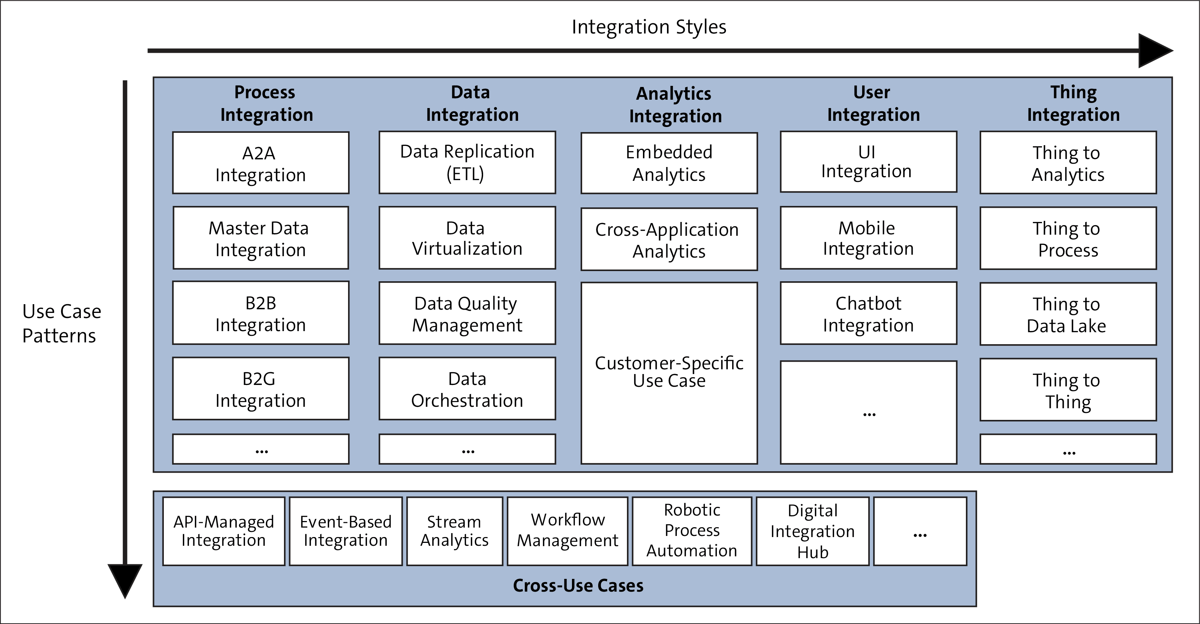 Integration Styles
Process
Integration
Data
Integration
Analytics
Integration
User
Integration
Thing
Integration
A2A
Integration
Data Replication
(ETL)
Embedded
Analytics
UI
Integration
Thing to
Analytics
Master Data
Integration
Data
Virtualization
Cross-Application
Analytics
Mobile
Integration
Thing to
Process
Use Case
Patterns
B2B
Integration
Data Quality
Management
Customer-Specific
Use Case
Chatbot
Integration
Thing to
Data Lake
B2G
Integration
Data
Orchestration
...
Thing to
Thing
...
...
...
API-Managed
Integration
Event-Based
Integration
Stream
Analytics
Workflow
Management
Robotic
Process
Automation
Digital
Integration
Hub
...
Cross-Use Cases